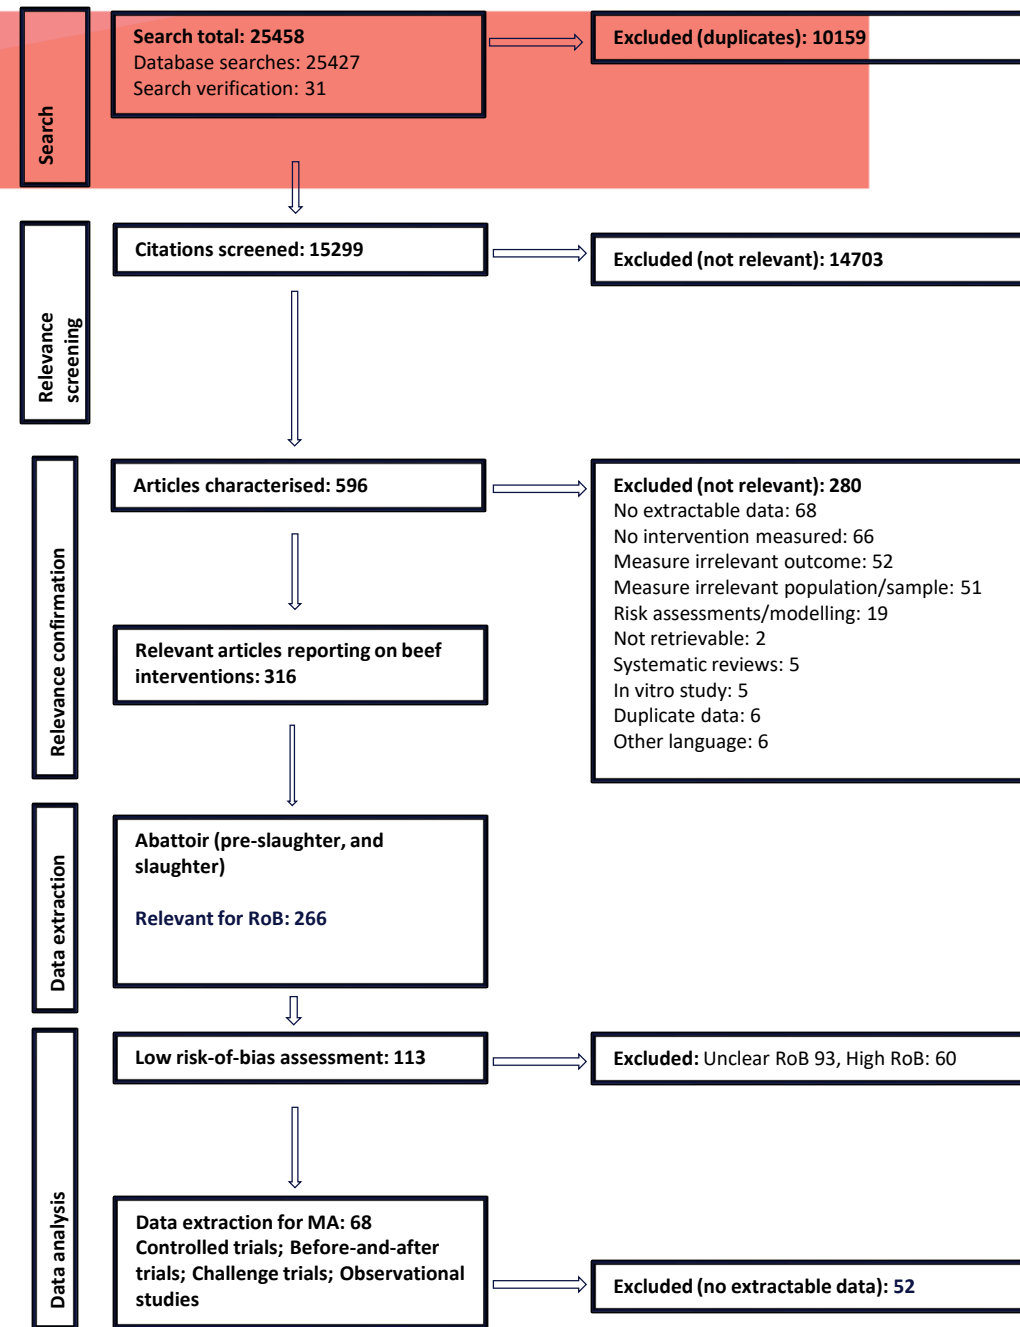 Search
Search total: 25458
Database searches: 25427
Search verification: 31
Excluded (duplicates): 10159
Relevance
screening
Citations screened: 15299
Excluded (not relevant): 14703
Relevance confirmation
Articles characterised: 596
Excluded (not relevant): 280
No extractable data: 68
No intervention measured: 66
Measure irrelevant outcome: 52
Measure irrelevant population/sample: 51
Risk assessments/modelling: 19
Not retrievable: 2
Systematic reviews: 5
In vitro study: 5
Duplicate data: 6
Other language: 6
Relevant articles reporting on beef
interventions: 316
Data extraction
Abattoir (pre-slaughter, and
slaughter)
Relevant for RoB: 266
Data analysis
Low risk-of-bias assessment: 113
Excluded: Unclear RoB 93, High RoB: 60
Data extraction for MA: 68
Controlled trials; Before-and-after
trials; Challenge trials; Observational
studies
Excluded (no extractable data): 52